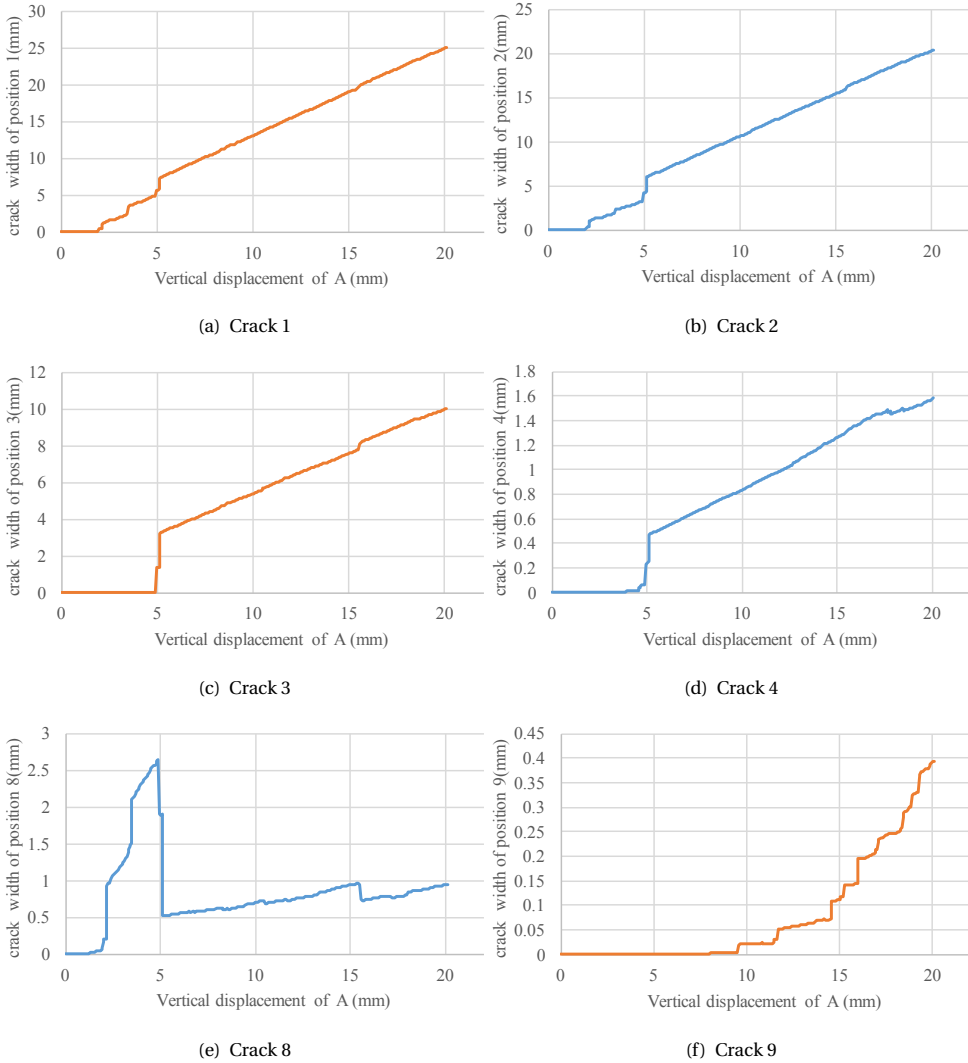 crack width of position 1(mm)
30
25
20
15
10
5
0
0 5 10 15 20
Vertical displacement of A (mm)
(a) Crack 1
crack width of position 2(mm)
25
20
15
10
5
0
0 5 10 15 20
Vertical displacement of A (mm)
(b) Crack 2
crack width of position 3(mm)
12
10
8
6
4
2
0
0 5 10 15 20
Vertical displacement of A (mm)
(c) Crack 3
crack width of position 4(mm)
1.8
1.6
1.4
1.2
1
0.8
0.6
0.4
0.2
0
0 5 10 15 20
Vertical displacement of A (mm)
(d) Crack 4
crack width of position 8(mm)
3
2.5
2
1.5
1
0.5
0
0 5 10 15 20
Vertical displacement of A (mm)
(e) Crack 8
crack width of position 9(mm)
0.45
0.4
0.35
0.3
0.25
0.2
0.15
0.1
0.05
0
0 5 10 15 20
Vertical displacement of A (mm)
(f) Crack 9